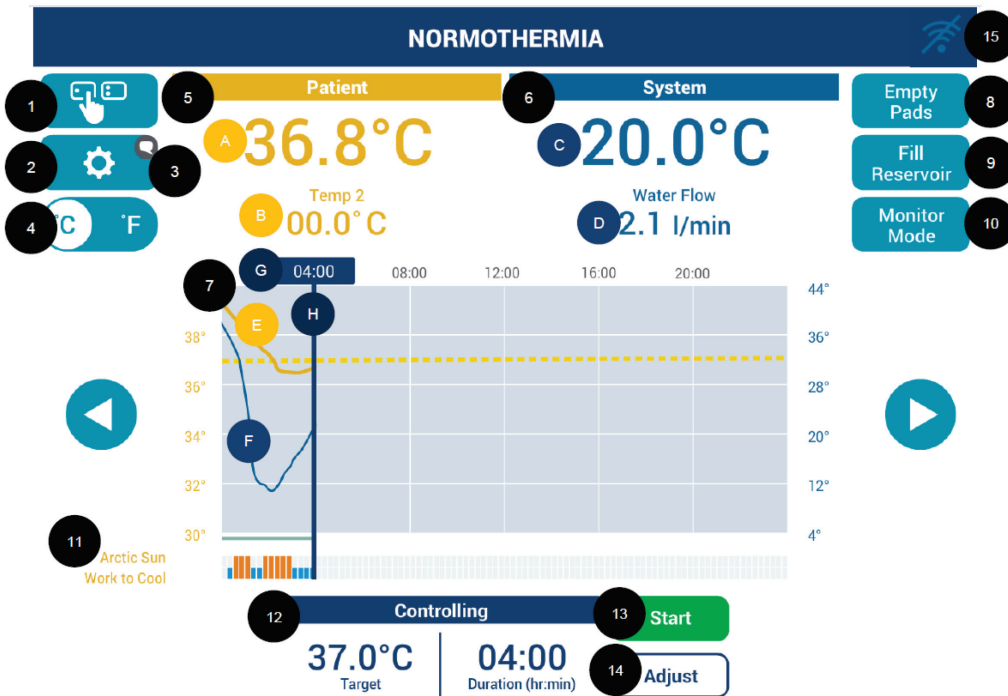 NORMOTHERMIA
15
1
5
Patient
6
System
Empty
Pads
8
2
3
A
36.8°C
C
20.0°C
Fill
Reservoir
9
4
°C
°F
Temp 2
B
00.0°C
Water Flow
D
2.1 l/min
Monitor
Mode
10
7
G
04:00
08:00
12:00
16:00
20:00
44°
H
E
38°
36°
36°
28°
F
34°
20°
32°
12°
30°
4°
11
Arctic Sun
Work to Cool
12
Controlling
13
Start
37.0°C
Target
04:00
Duration (hr:min)
14
Adjust